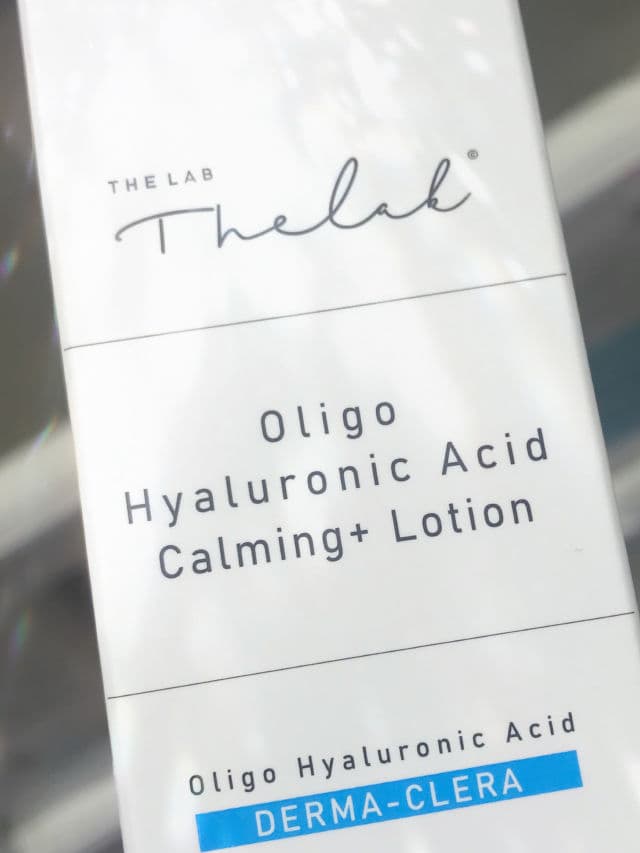 THE LAB
Thelab©
Oligo
Hyaluronic Acid
Calming+ Lotion
Oligo Hyaluronic Acid
DERMA-CLERA